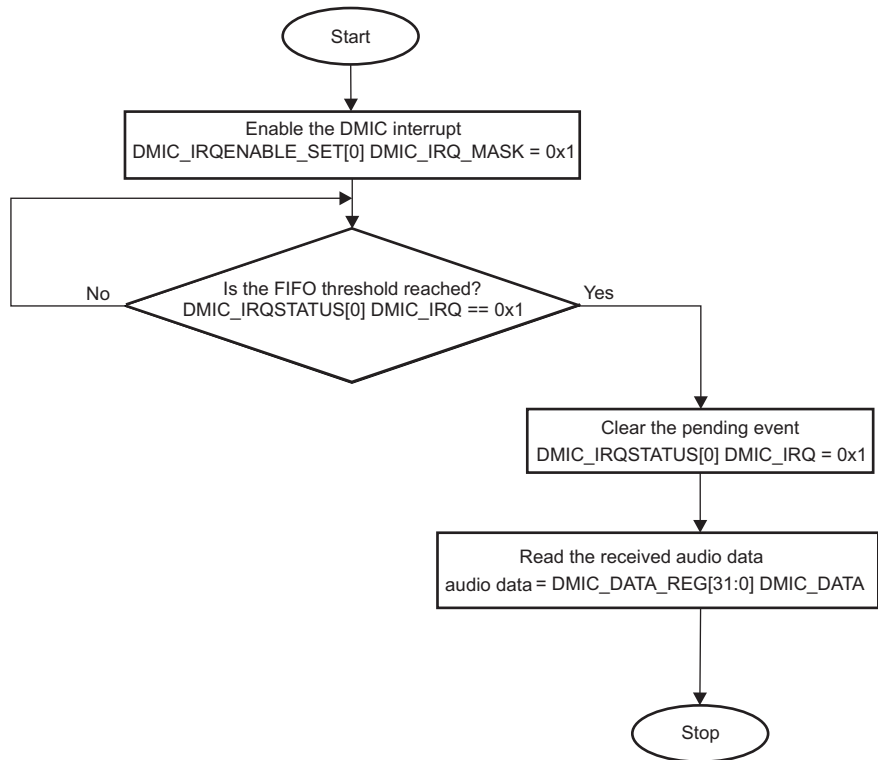 Start
Enable the DMIC interrupt
DMIC_IRQENABLE_SET[0] DMIC_IRQ_MASK = 0x1
Is the FIFO threshold reached?
DMIC_IRQSTATUS[0] DMIC_IRQ == 0x1
No
Yes
Clear the pending event
DMIC_IRQSTATUS[0] DMIC_IRQ = 0x1
Read the received audio data
audio data = DMIC_DATA_REG[31:0] DMIC_DATA
Stop